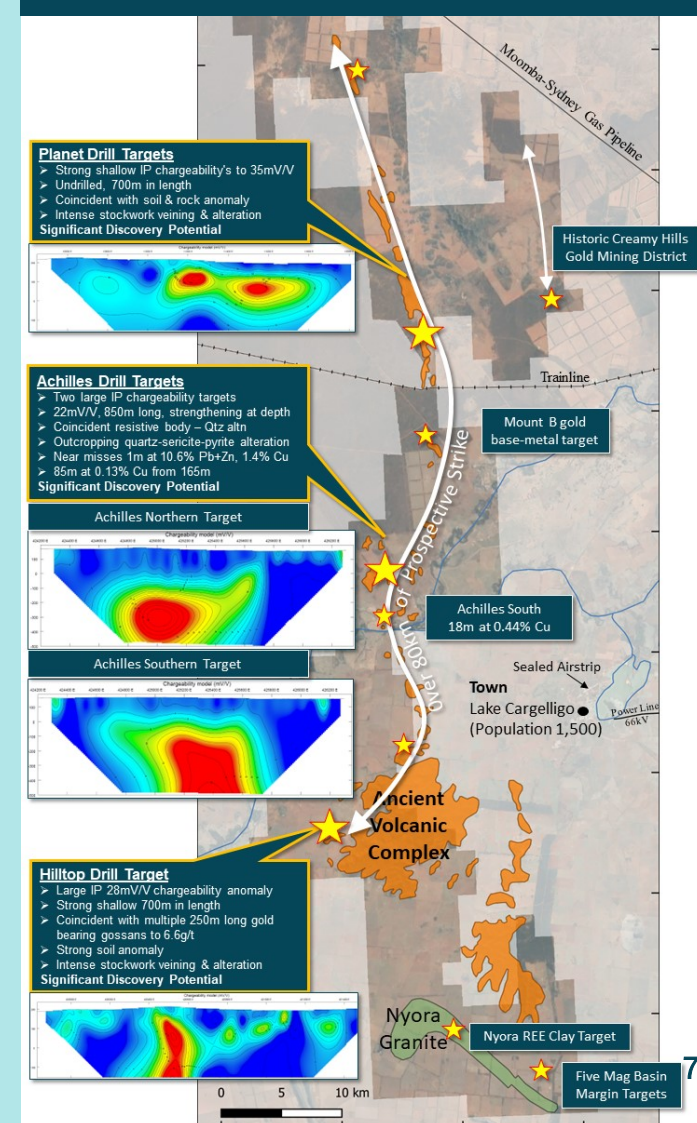 Moomba-Sydney Gas Pipeline
Planet Drill Targets
➢ Strong shallow IP chargeability's to 35mV/V
➢ Undrilled, 700m in length
➢ Coincident with soil & rock anomaly
➢ Intense stockwork veining & alteration
Significant Discovery Potential
Chargeability model (mV/V)
Historic Creamy Hills
Gold Mining District
Trainline
Achilles Drill Targets
➢ Two large IP chargeability targets
➢ 22mV/V, 850m long, strengthening at depth
➢ Coincident resistive body – Qtz altn
➢ Outcropping quartz-sericite-pyrite alteration
➢ Near misses 1m at 10.6% Pb+Zn, 1.4% Cu
➢ 85m at 0.13% Cu from 165m
Significant Discovery Potential
Mount B gold
base-metal target
Over 80km of Prospective Strike
Achilles Northern Target
Chargeability model (mV/V)
Achilles South
18m at 0.44% Cu
Achilles Southern Target
Chargeability model (mV/V)
Sealed Airstrip
Town
Lake Cargelligo
(Population 1,500)
Power Line
66kV
Ancient
Volcanic
Complex
Hilltop Drill Target
➢ Large IP 28mV/V chargeability anomaly
➢ Strong shallow 700m in length
➢ Coincident with multiple 250m long gold
bearing gossans to 6.6g/t
➢ Strong soil anomaly
➢ Intense stockwork veining & alteration
Significant Discovery Potential
Chargeability model (mV/V)
Nyora
Granite
Nyora REE Clay Target
Five Mag Basin
Margin Targets
7
0 5 10 km